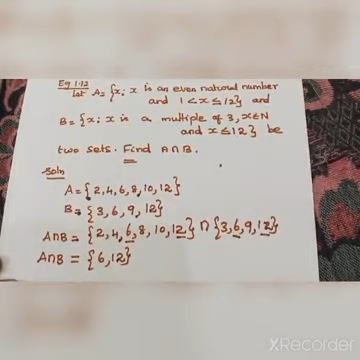 Eg 1.12
Let A = {x; x is an even natural number
and 1 < x ≤ 12} and
B = {x; x is a multiple of 3, x∈N
and x ≤ 12} be
two sets. Find A∩B.
Soln
A = {2,4,6,8,10,12}
B = {3,6,9,12}
A∩B = {2,4,6,8,10,12} ∩ {3,6,9,12}
A∩B = {6,12}
XRecorder